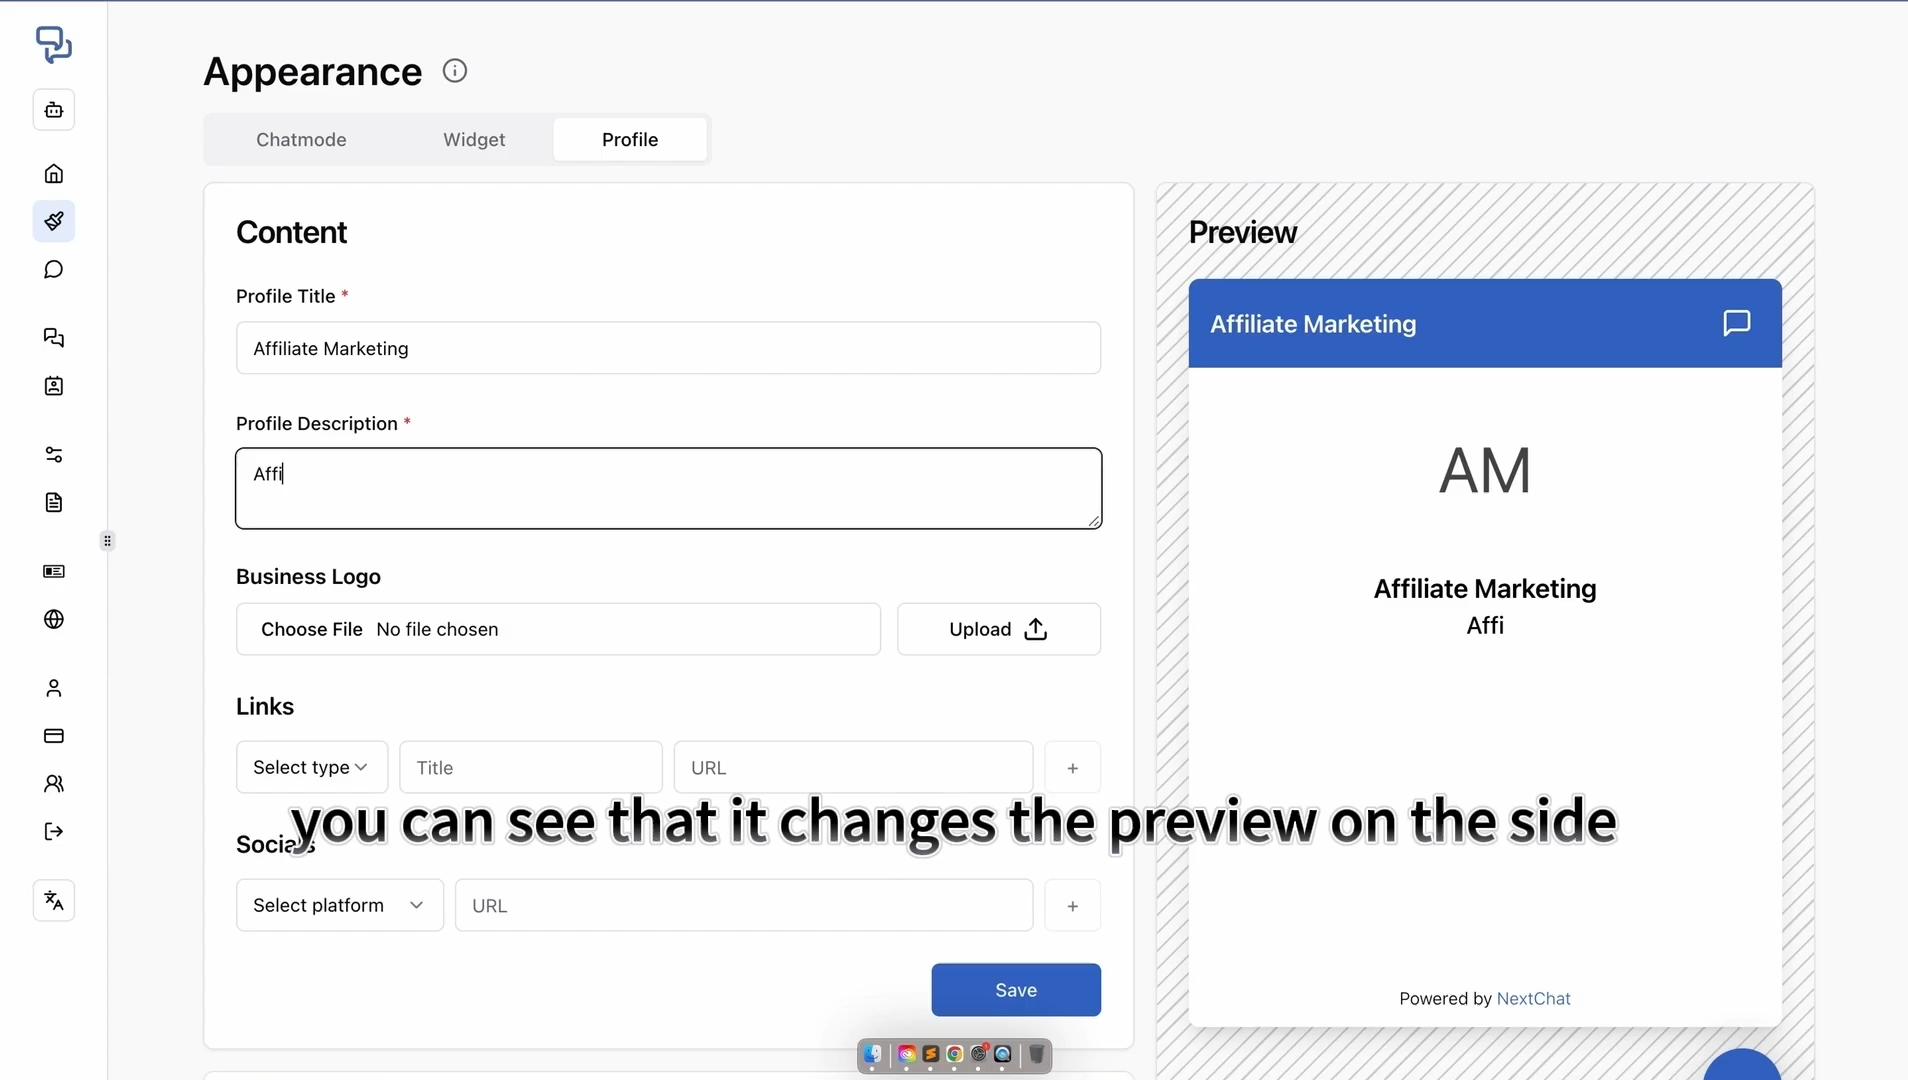 Appearance
Chatmode
Widget
Profile
Content
Profile Title *
Affiliate Marketing
Profile Description *
Affi
Business Logo
Choose File No file chosen
Upload
Links
Select type
Title
URL
+
you can see that it changes the preview on the side
Socials
Select platform
URL
+
Save
Preview
Affiliate Marketing
AM
Affiliate Marketing
Affi
Powered by NextChat